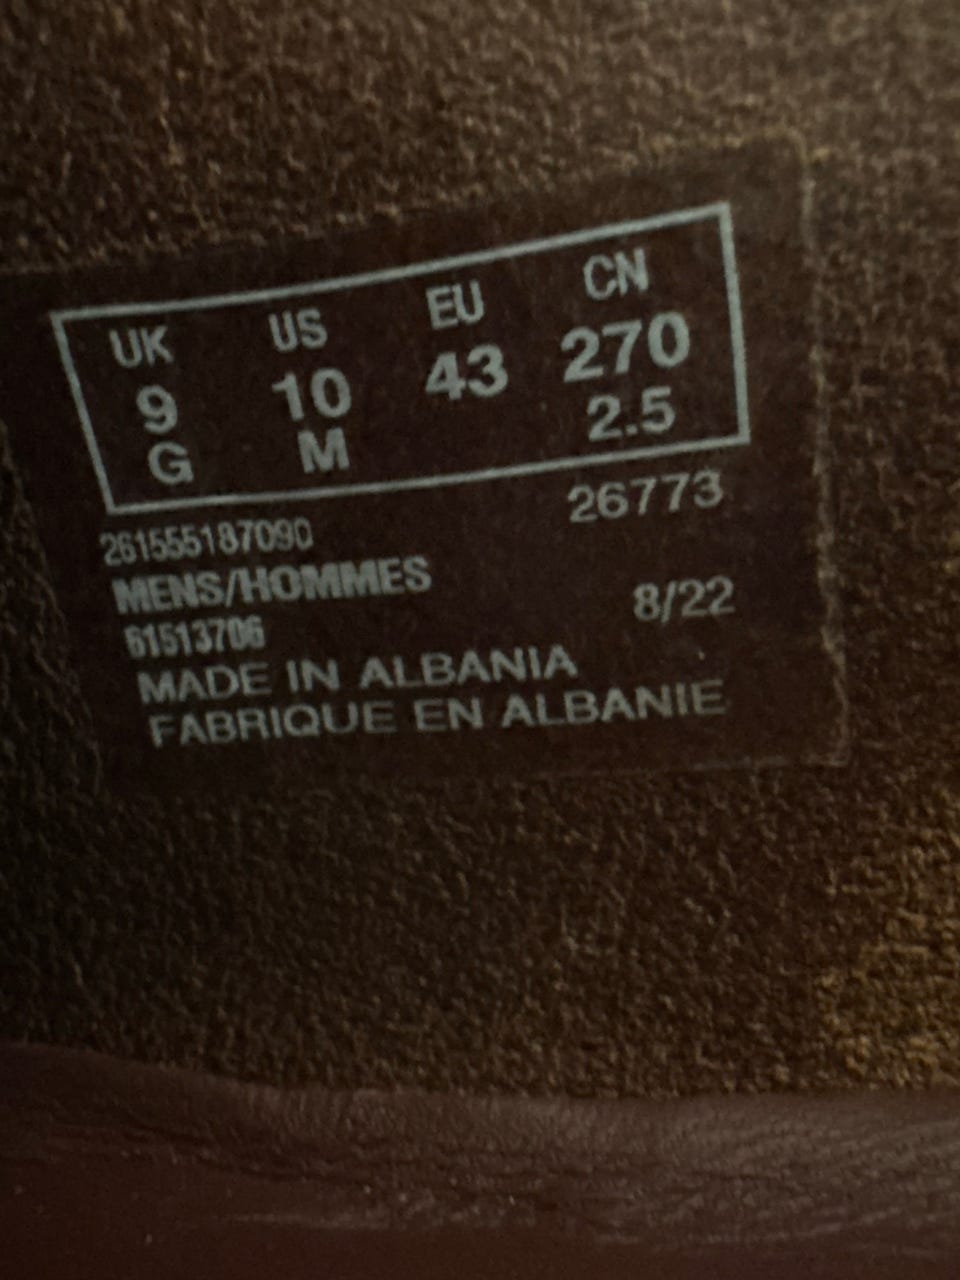 UK US EU CN
9 10 43 270
G M 2.5
261555187090 26773
MENS/HOMMES
61513706 8/22
MADE IN ALBANIA
FABRIQUE EN ALBANIE